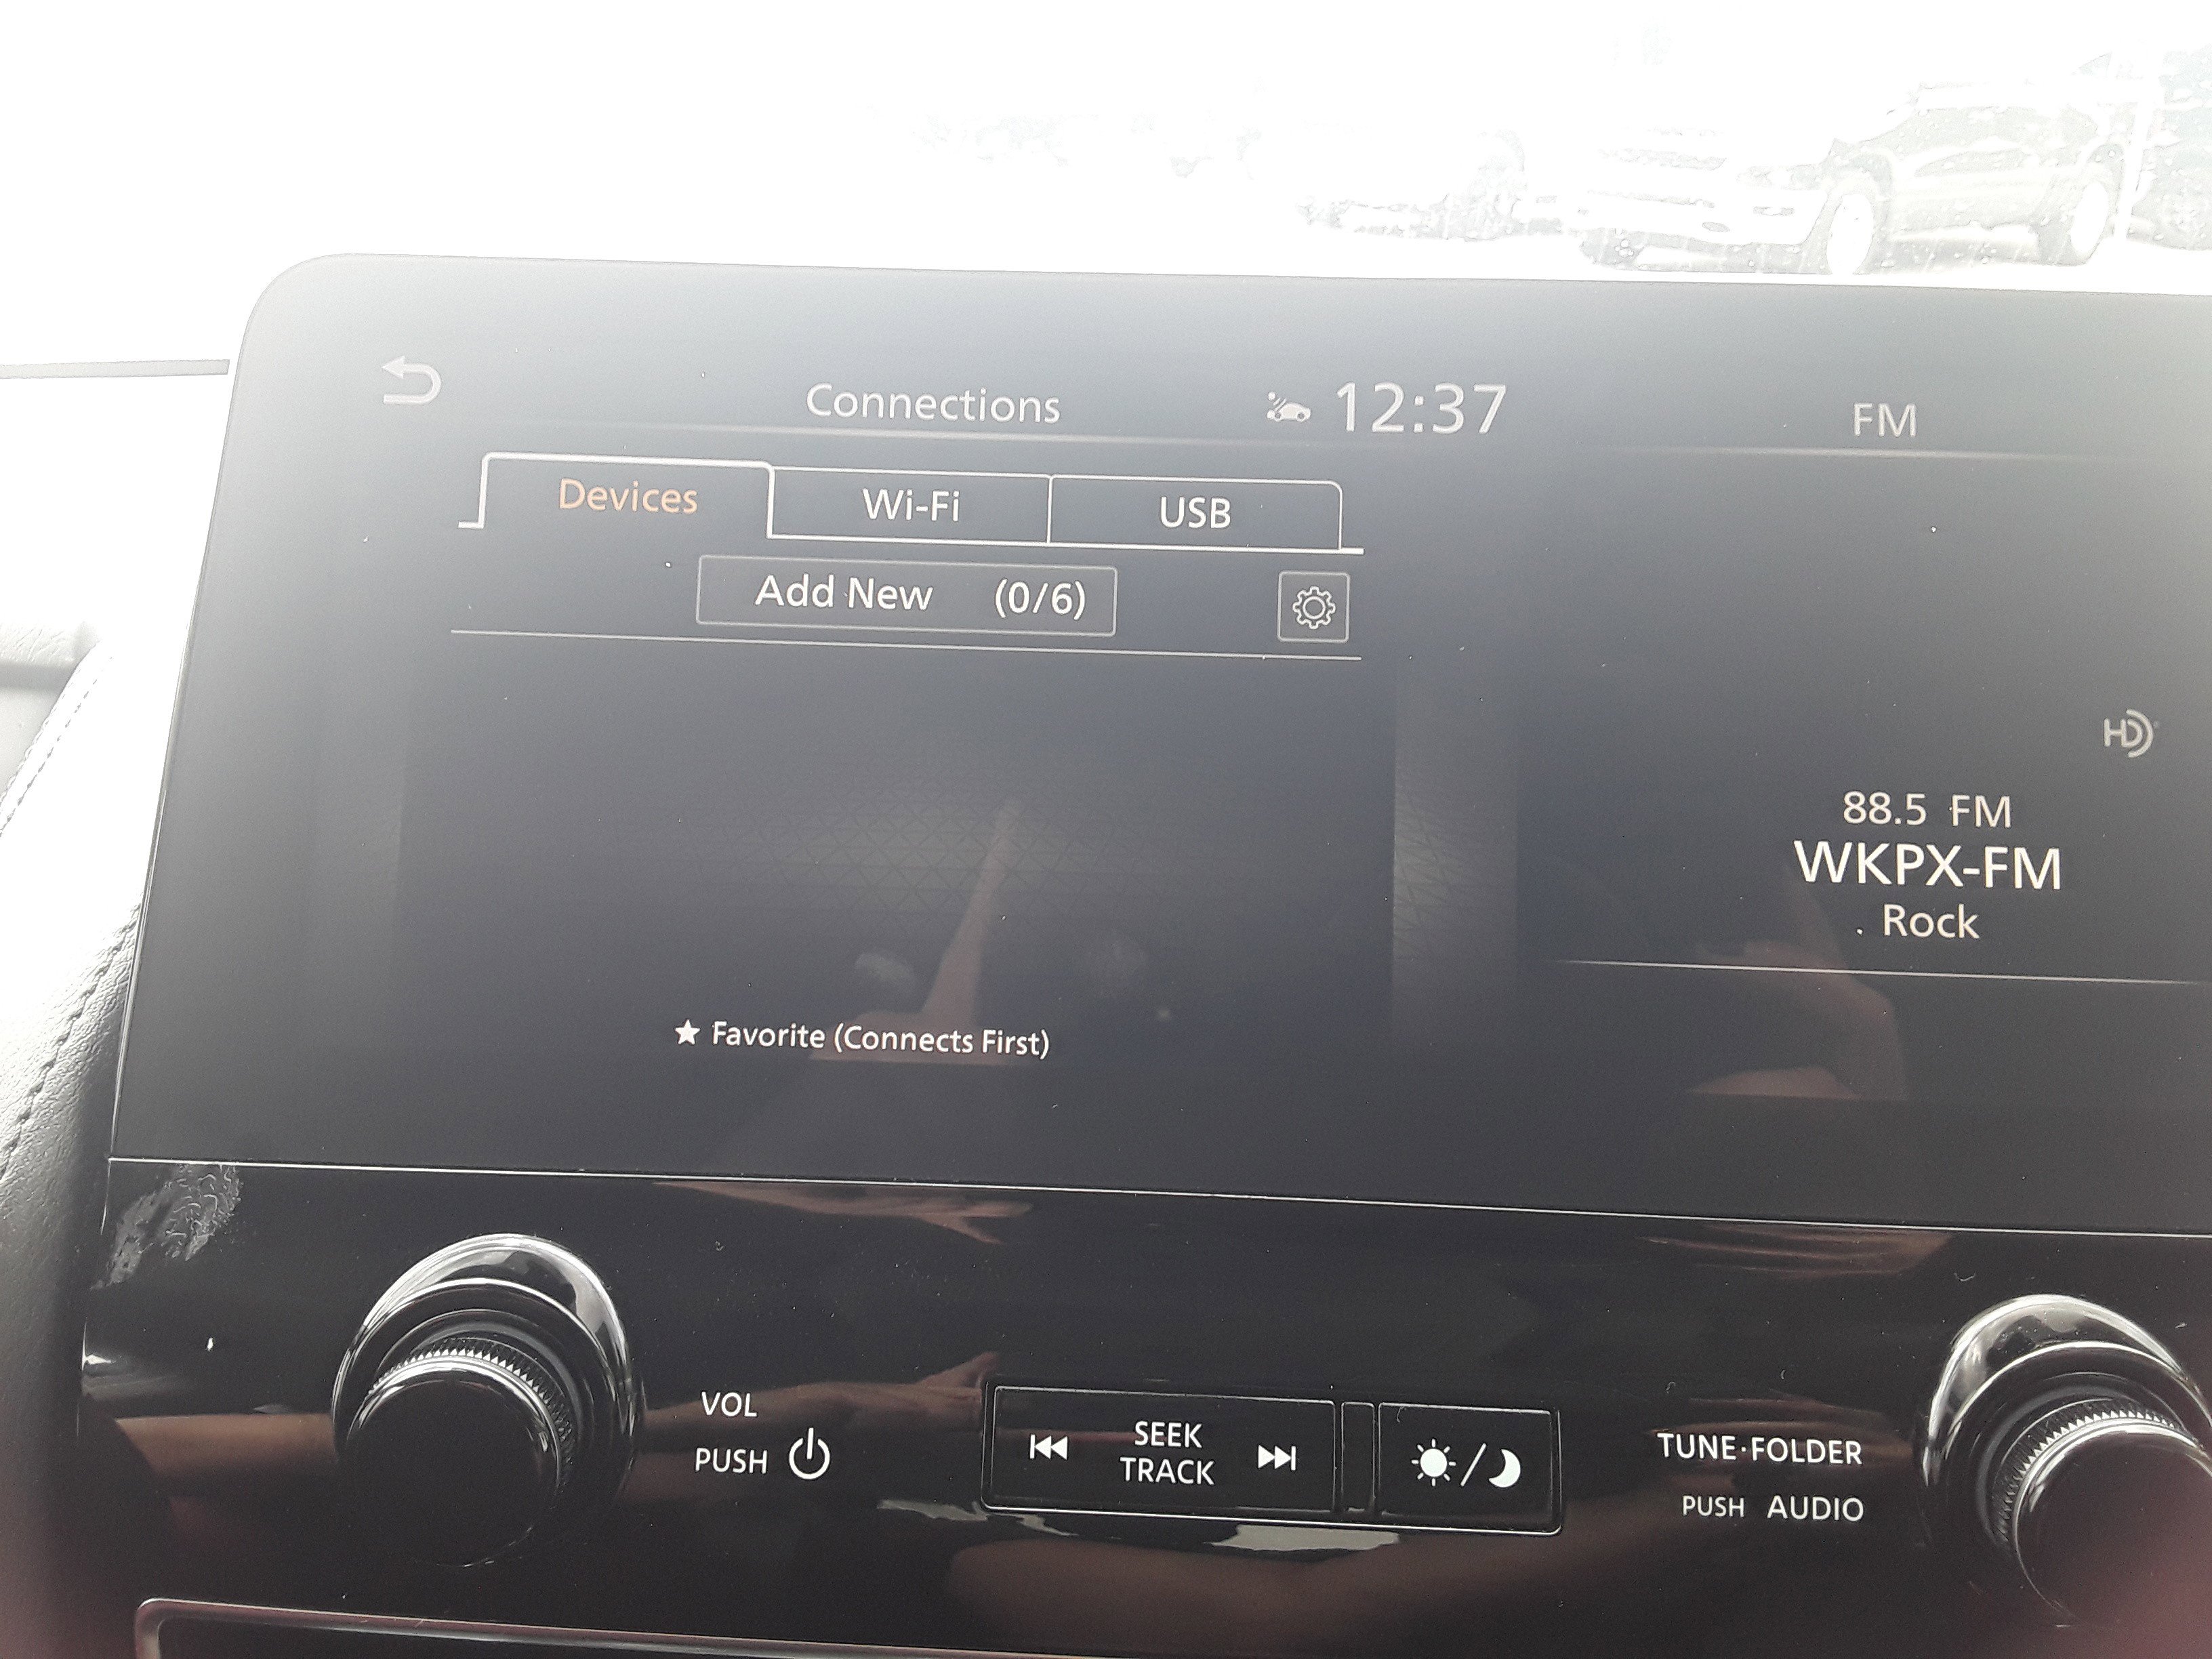 Connections
12:37
FM
Devices
Wi-Fi
USB
Add New (0/6)
HD
88.5 FM
WKPX-FM
Rock
★ Favorite (Connects First)
VOL
PUSH
SEEK
TRACK
TUNE·FOLDER
PUSH AUDIO